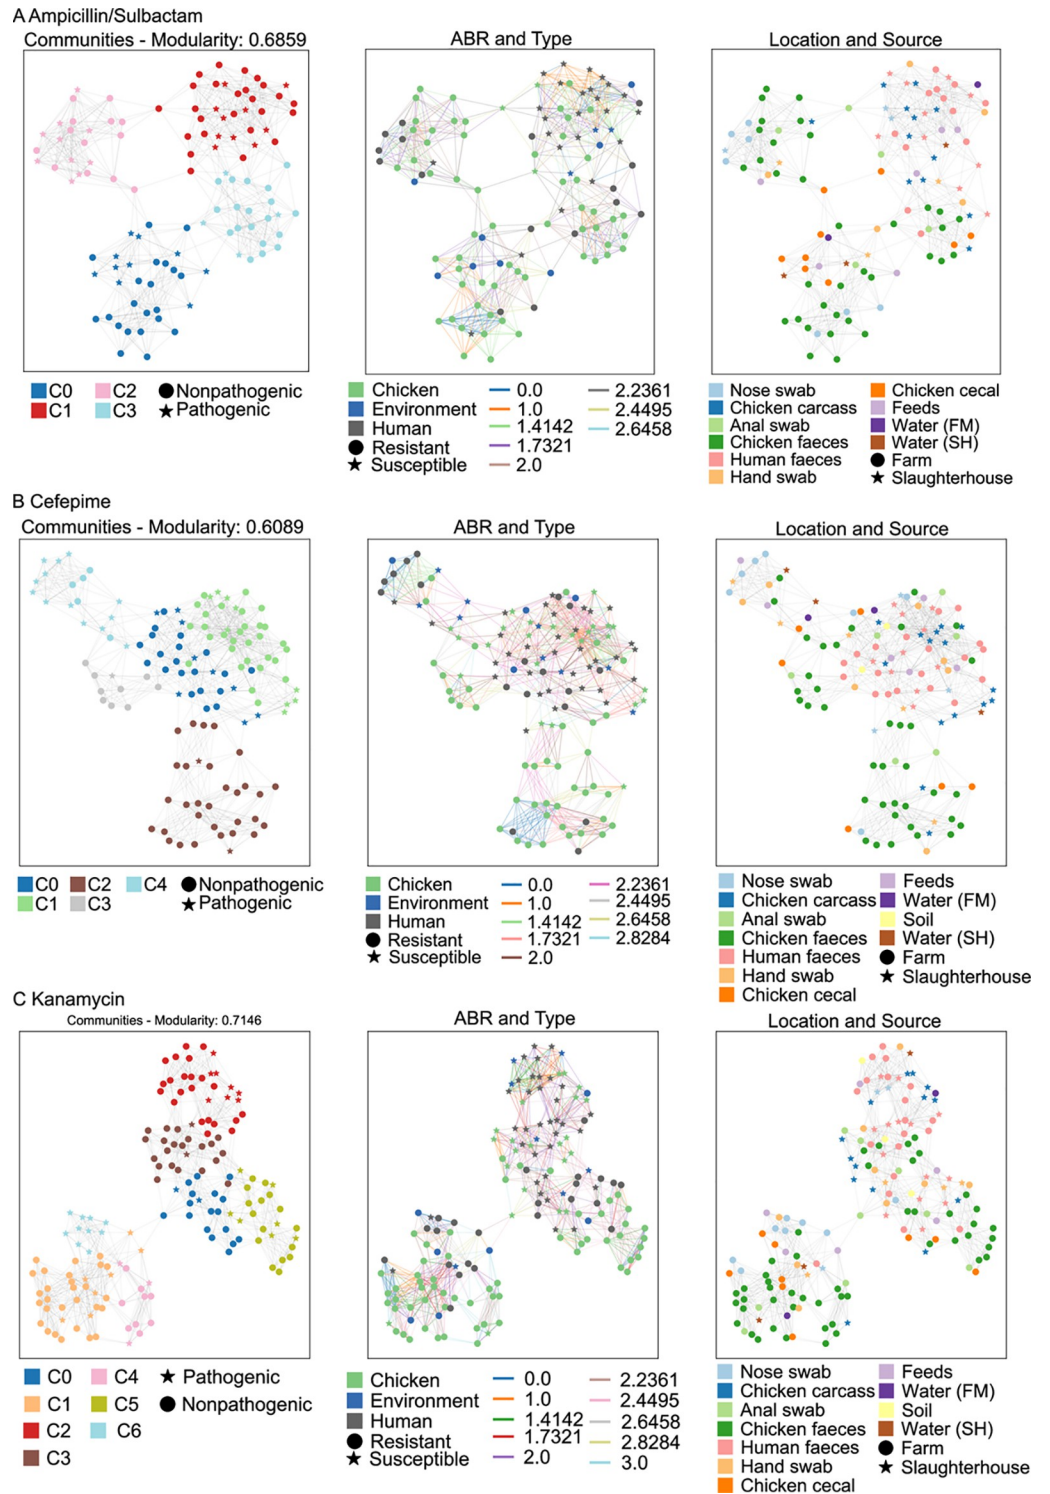 A Ampicillin/Sulbactam
Communities - Modularity: 0.6859
ABR and Type
Location and Source
C0
C2
Nonpathogenic
C1
C3
Pathogenic
Chicken
Environment
Human
Resistant
Susceptible
0.0
1.0
1.4142
1.7321
2.0
2.2361
2.4495
2.6458
Nose swab
Chicken carcass
Anal swab
Chicken faeces
Human faeces
Hand swab
Chicken cecal
Feeds
Water (FM)
Water (SH)
Farm
Slaughterhouse
B Cefepime
Communities - Modularity: 0.6089
ABR and Type
Location and Source
C0
C2
C4
Nonpathogenic
C1
C3
Pathogenic
Chicken
Environment
Human
Resistant
Susceptible
0.0
1.0
1.4142
1.7321
2.0
2.2361
2.4495
2.6458
2.8284
Nose swab
Chicken carcass
Anal swab
Chicken faeces
Human faeces
Hand swab
Chicken cecal
Feeds
Water (FM)
Soil
Water (SH)
Farm
Slaughterhouse
C Kanamycin
Communities - Modularity: 0.7146
ABR and Type
Location and Source
C0
C4
Pathogenic
C1
C5
Nonpathogenic
C2
C6
C3
Chicken
Environment
Human
Resistant
Susceptible
0.0
1.0
1.4142
1.7321
2.0
2.2361
2.4495
2.6458
2.8284
3.0
Nose swab
Chicken carcass
Anal swab
Chicken faeces
Human faeces
Hand swab
Chicken cecal
Feeds
Water (FM)
Soil
Water (SH)
Farm
Slaughterhouse